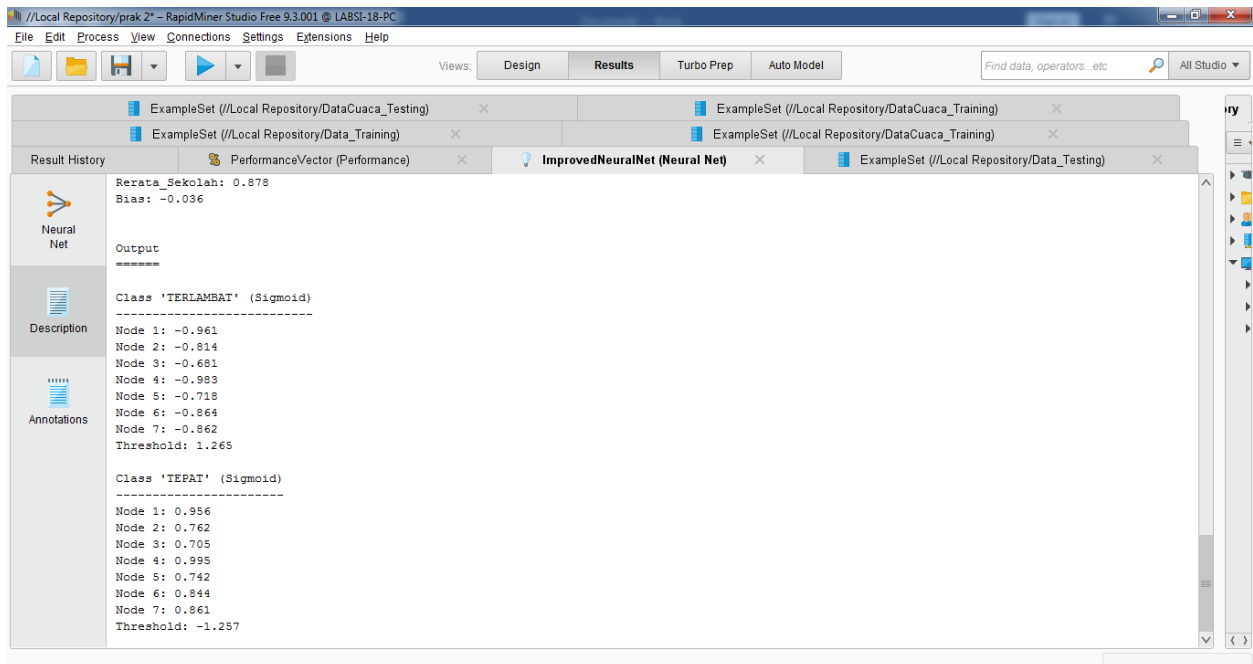 //Local Repository/prak 2* – RapidMiner Studio Free 9.3.001 @ LABSI-18-PC
File Edit Process View Connections Settings Extensions Help
Views: Design Results Turbo Prep Auto Model Find data, operators...etc All Studio
ExampleSet (//Local Repository/DataCuaca_Testing) ExampleSet (//Local Repository/DataCuaca_Training)
ExampleSet (//Local Repository/Data_Training) ExampleSet (//Local Repository/DataCuaca_Training)
Result History PerformanceVector (Performance) ImprovedNeuralNet (Neural Net) ExampleSet (//Local Repository/Data_Testing)
ry
Neural
Net
Description
Annotations
Rerata_Sekolah: 0.878
Bias: -0.036
Output
======
Class 'TERLAMBAT' (Sigmoid)
---------------------------
Node 1: -0.961
Node 2: -0.814
Node 3: -0.681
Node 4: -0.983
Node 5: -0.718
Node 6: -0.864
Node 7: -0.862
Threshold: 1.265
Class 'TEPAT' (Sigmoid)
-----------------------
Node 1: 0.956
Node 2: 0.762
Node 3: 0.705
Node 4: 0.995
Node 5: 0.742
Node 6: 0.844
Node 7: 0.861
Threshold: -1.257